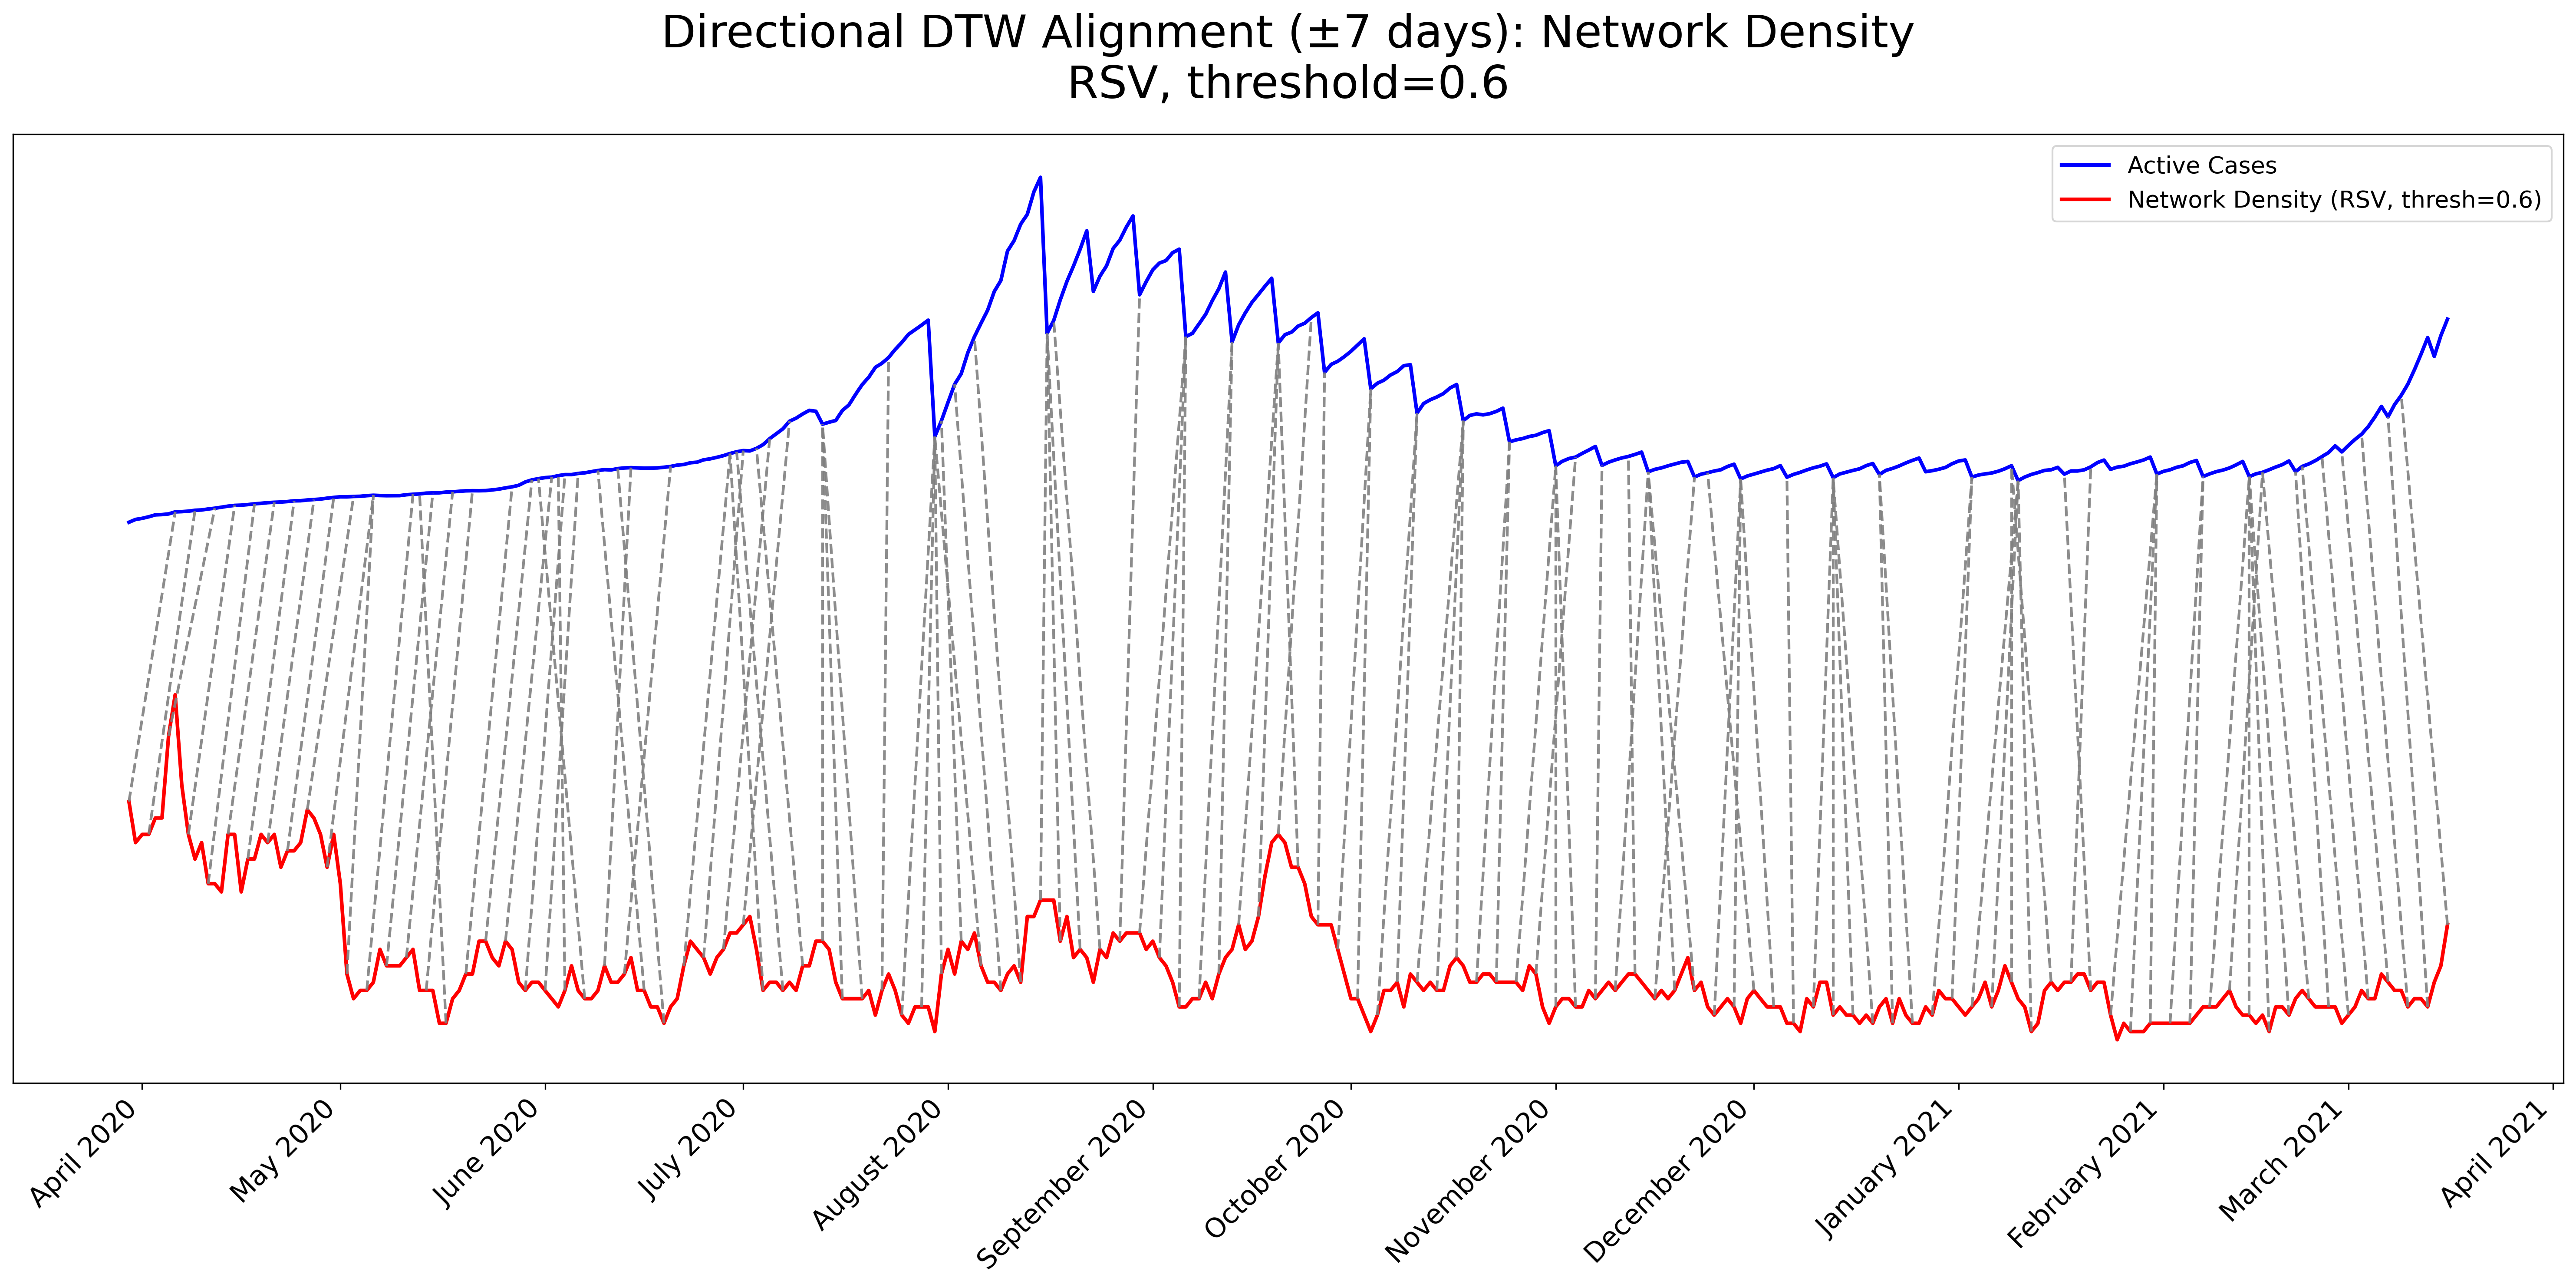 Directional DTW Alignment (±7 days): Network Density
RSV, threshold=0.6
Active Cases
Network Density (RSV, thresh=0.6)
April 2020
May 2020
June 2020
July 2020
August 2020
September 2020
October 2020
November 2020
December 2020
January 2021
February 2021
March 2021
April 2021